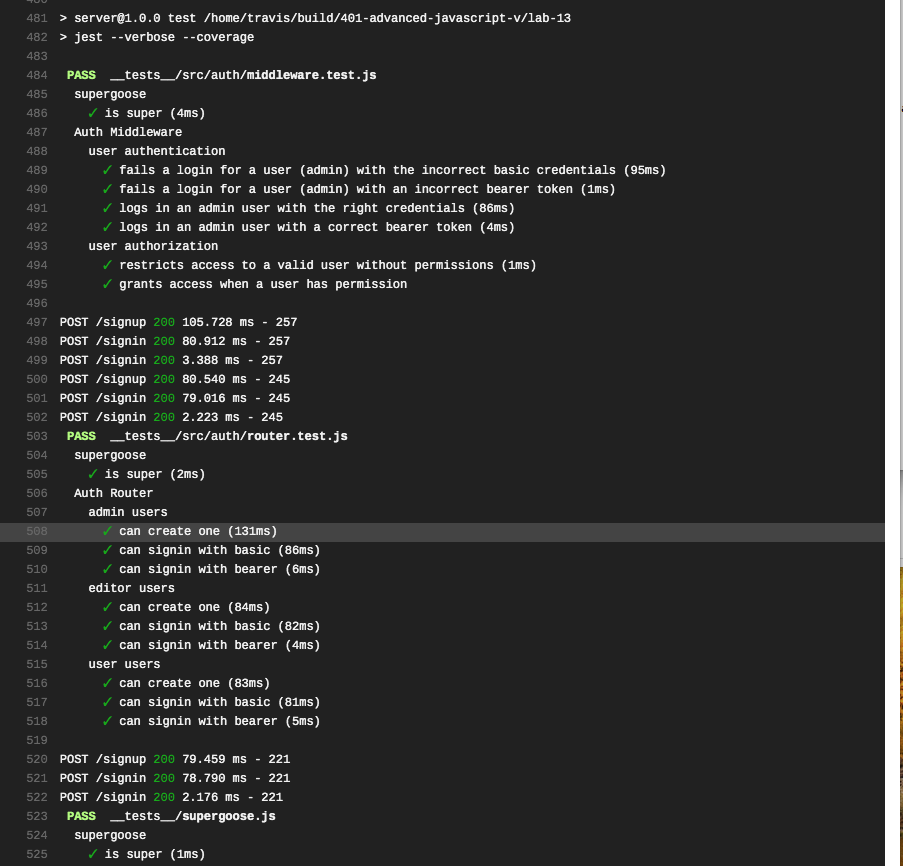 480
481 > server@1.0.0 test /home/travis/build/401-advanced-javascript-v/lab-13
482 > jest --verbose --coverage
483
484 PASS __tests__/src/auth/middleware.test.js
485 supergoose
486 ✓ is super (4ms)
487 Auth Middleware
488 user authentication
489 ✓ fails a login for a user (admin) with the incorrect basic credentials (95ms)
490 ✓ fails a login for a user (admin) with an incorrect bearer token (1ms)
491 ✓ logs in an admin user with the right credentials (86ms)
492 ✓ logs in an admin user with a correct bearer token (4ms)
493 user authorization
494 ✓ restricts access to a valid user without permissions (1ms)
495 ✓ grants access when a user has permission
496
497 POST /signup 200 105.728 ms - 257
498 POST /signin 200 80.912 ms - 257
499 POST /signin 200 3.388 ms - 257
500 POST /signup 200 80.540 ms - 245
501 POST /signin 200 79.016 ms - 245
502 POST /signin 200 2.223 ms - 245
503 PASS __tests__/src/auth/router.test.js
504 supergoose
505 ✓ is super (2ms)
506 Auth Router
507 admin users
508 ✓ can create one (131ms)
509 ✓ can signin with basic (86ms)
510 ✓ can signin with bearer (6ms)
511 editor users
512 ✓ can create one (84ms)
513 ✓ can signin with basic (82ms)
514 ✓ can signin with bearer (4ms)
515 user users
516 ✓ can create one (83ms)
517 ✓ can signin with basic (81ms)
518 ✓ can signin with bearer (5ms)
519
520 POST /signup 200 79.459 ms - 221
521 POST /signin 200 78.790 ms - 221
522 POST /signin 200 2.176 ms - 221
523 PASS __tests__/supergoose.js
524 supergoose
525 ✓ is super (1ms)